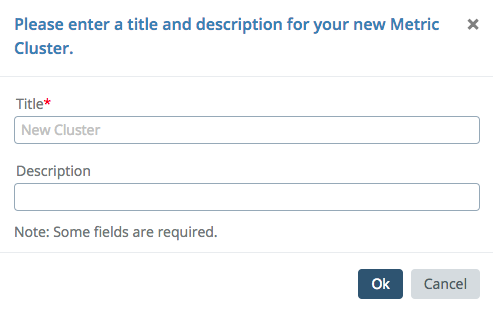 Please enter a title and description for your new Metric
Cluster.
Title*
New Cluster
Description
Note: Some fields are required.
Ok
Cancel